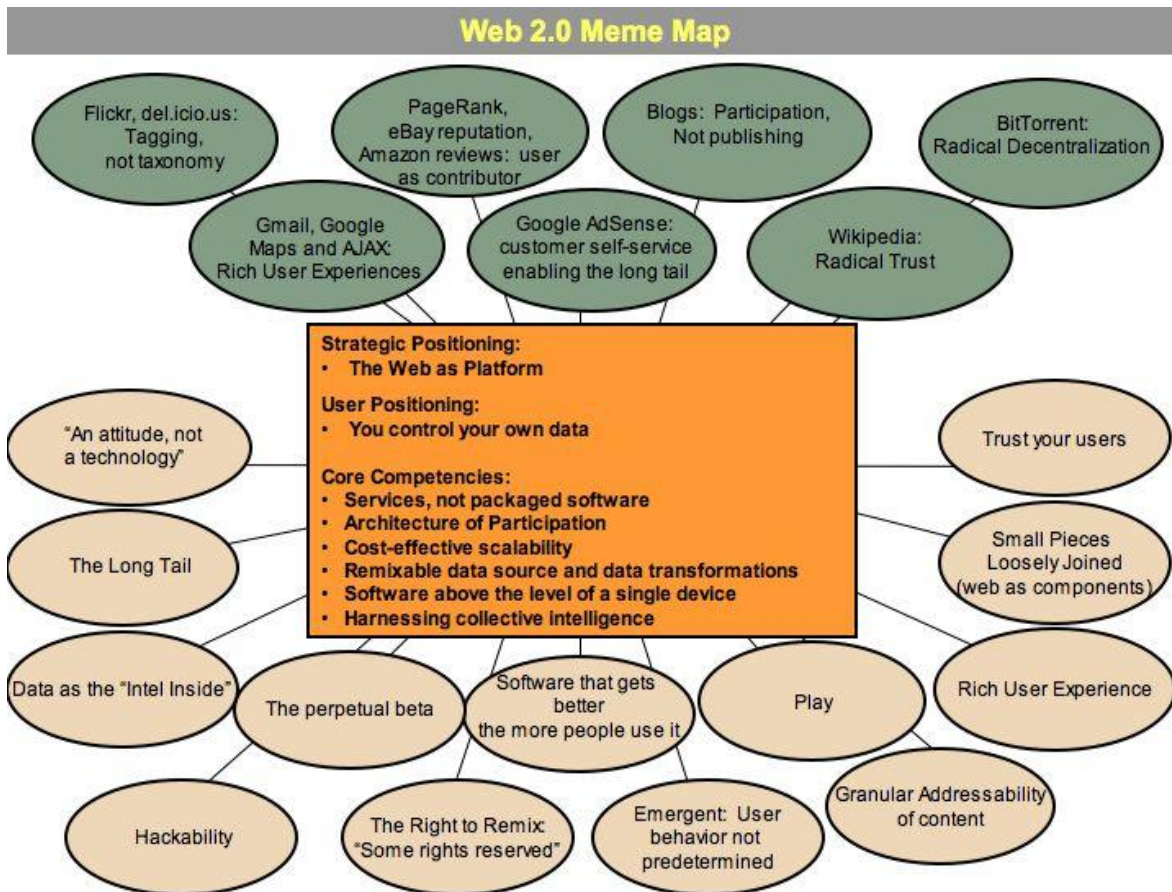 Web 2.0 Meme Map
Flickr, del.icio.us:
Tagging,
not taxonomy
PageRank,
eBay reputation,
Amazon reviews: user
as contributor
Blogs: Participation,
Not publishing
BitTorrent:
Radical Decentralization
Gmail, Google
Maps and AJAX:
Rich User Experiences
Google AdSense:
customer self-service
enabling the long tail
Wikipedia:
Radical Trust
Strategic Positioning:
• The Web as Platform
User Positioning:
• You control your own data
Core Competencies:
• Services, not packaged software
• Architecture of Participation
• Cost-effective scalability
• Remixable data source and data transformations
• Software above the level of a single device
• Harnessing collective intelligence
“An attitude, not
a technology”
Trust your users
The Long Tail
Small Pieces
Loosely Joined
(web as components)
Data as the “Intel Inside”
The perpetual beta
Software that gets
better
the more people use it
Play
Rich User Experience
Hackability
The Right to Remix:
“Some rights reserved”
Emergent: User
behavior not
predetermined
Granular Addressability
of content